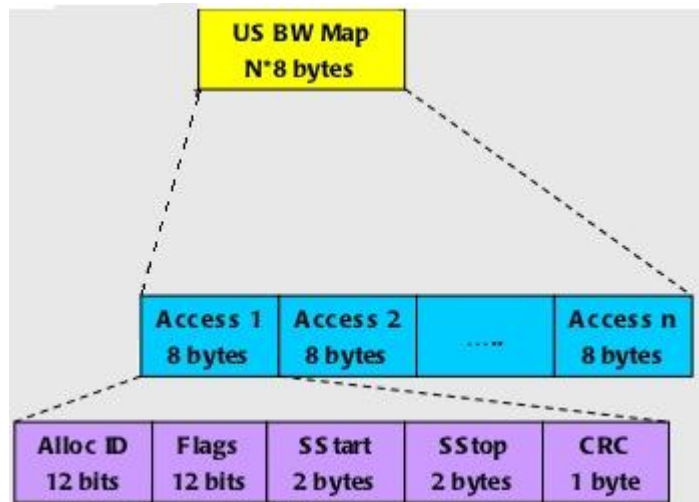 US BW Map
N*8 bytes
Access 1
8 bytes
Access 2
8 bytes
.....
Access n
8 bytes
Alloc ID
12 bits
Flags
12 bits
SStart
2 bytes
SStop
2 bytes
CRC
1 byte